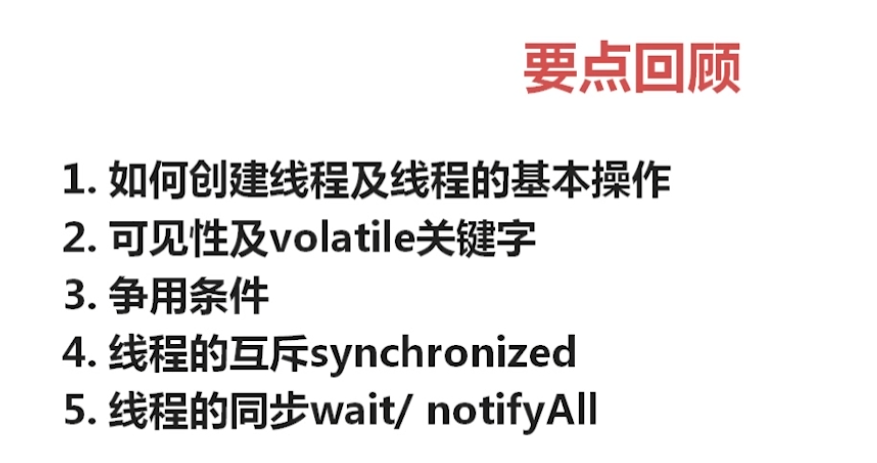 要点回顾
1. 如何创建线程及线程的基本操作
2. 可见性及volatile关键字
3. 争用条件
4. 线程的互斥synchronized
5. 线程的同步wait/ notifyAll